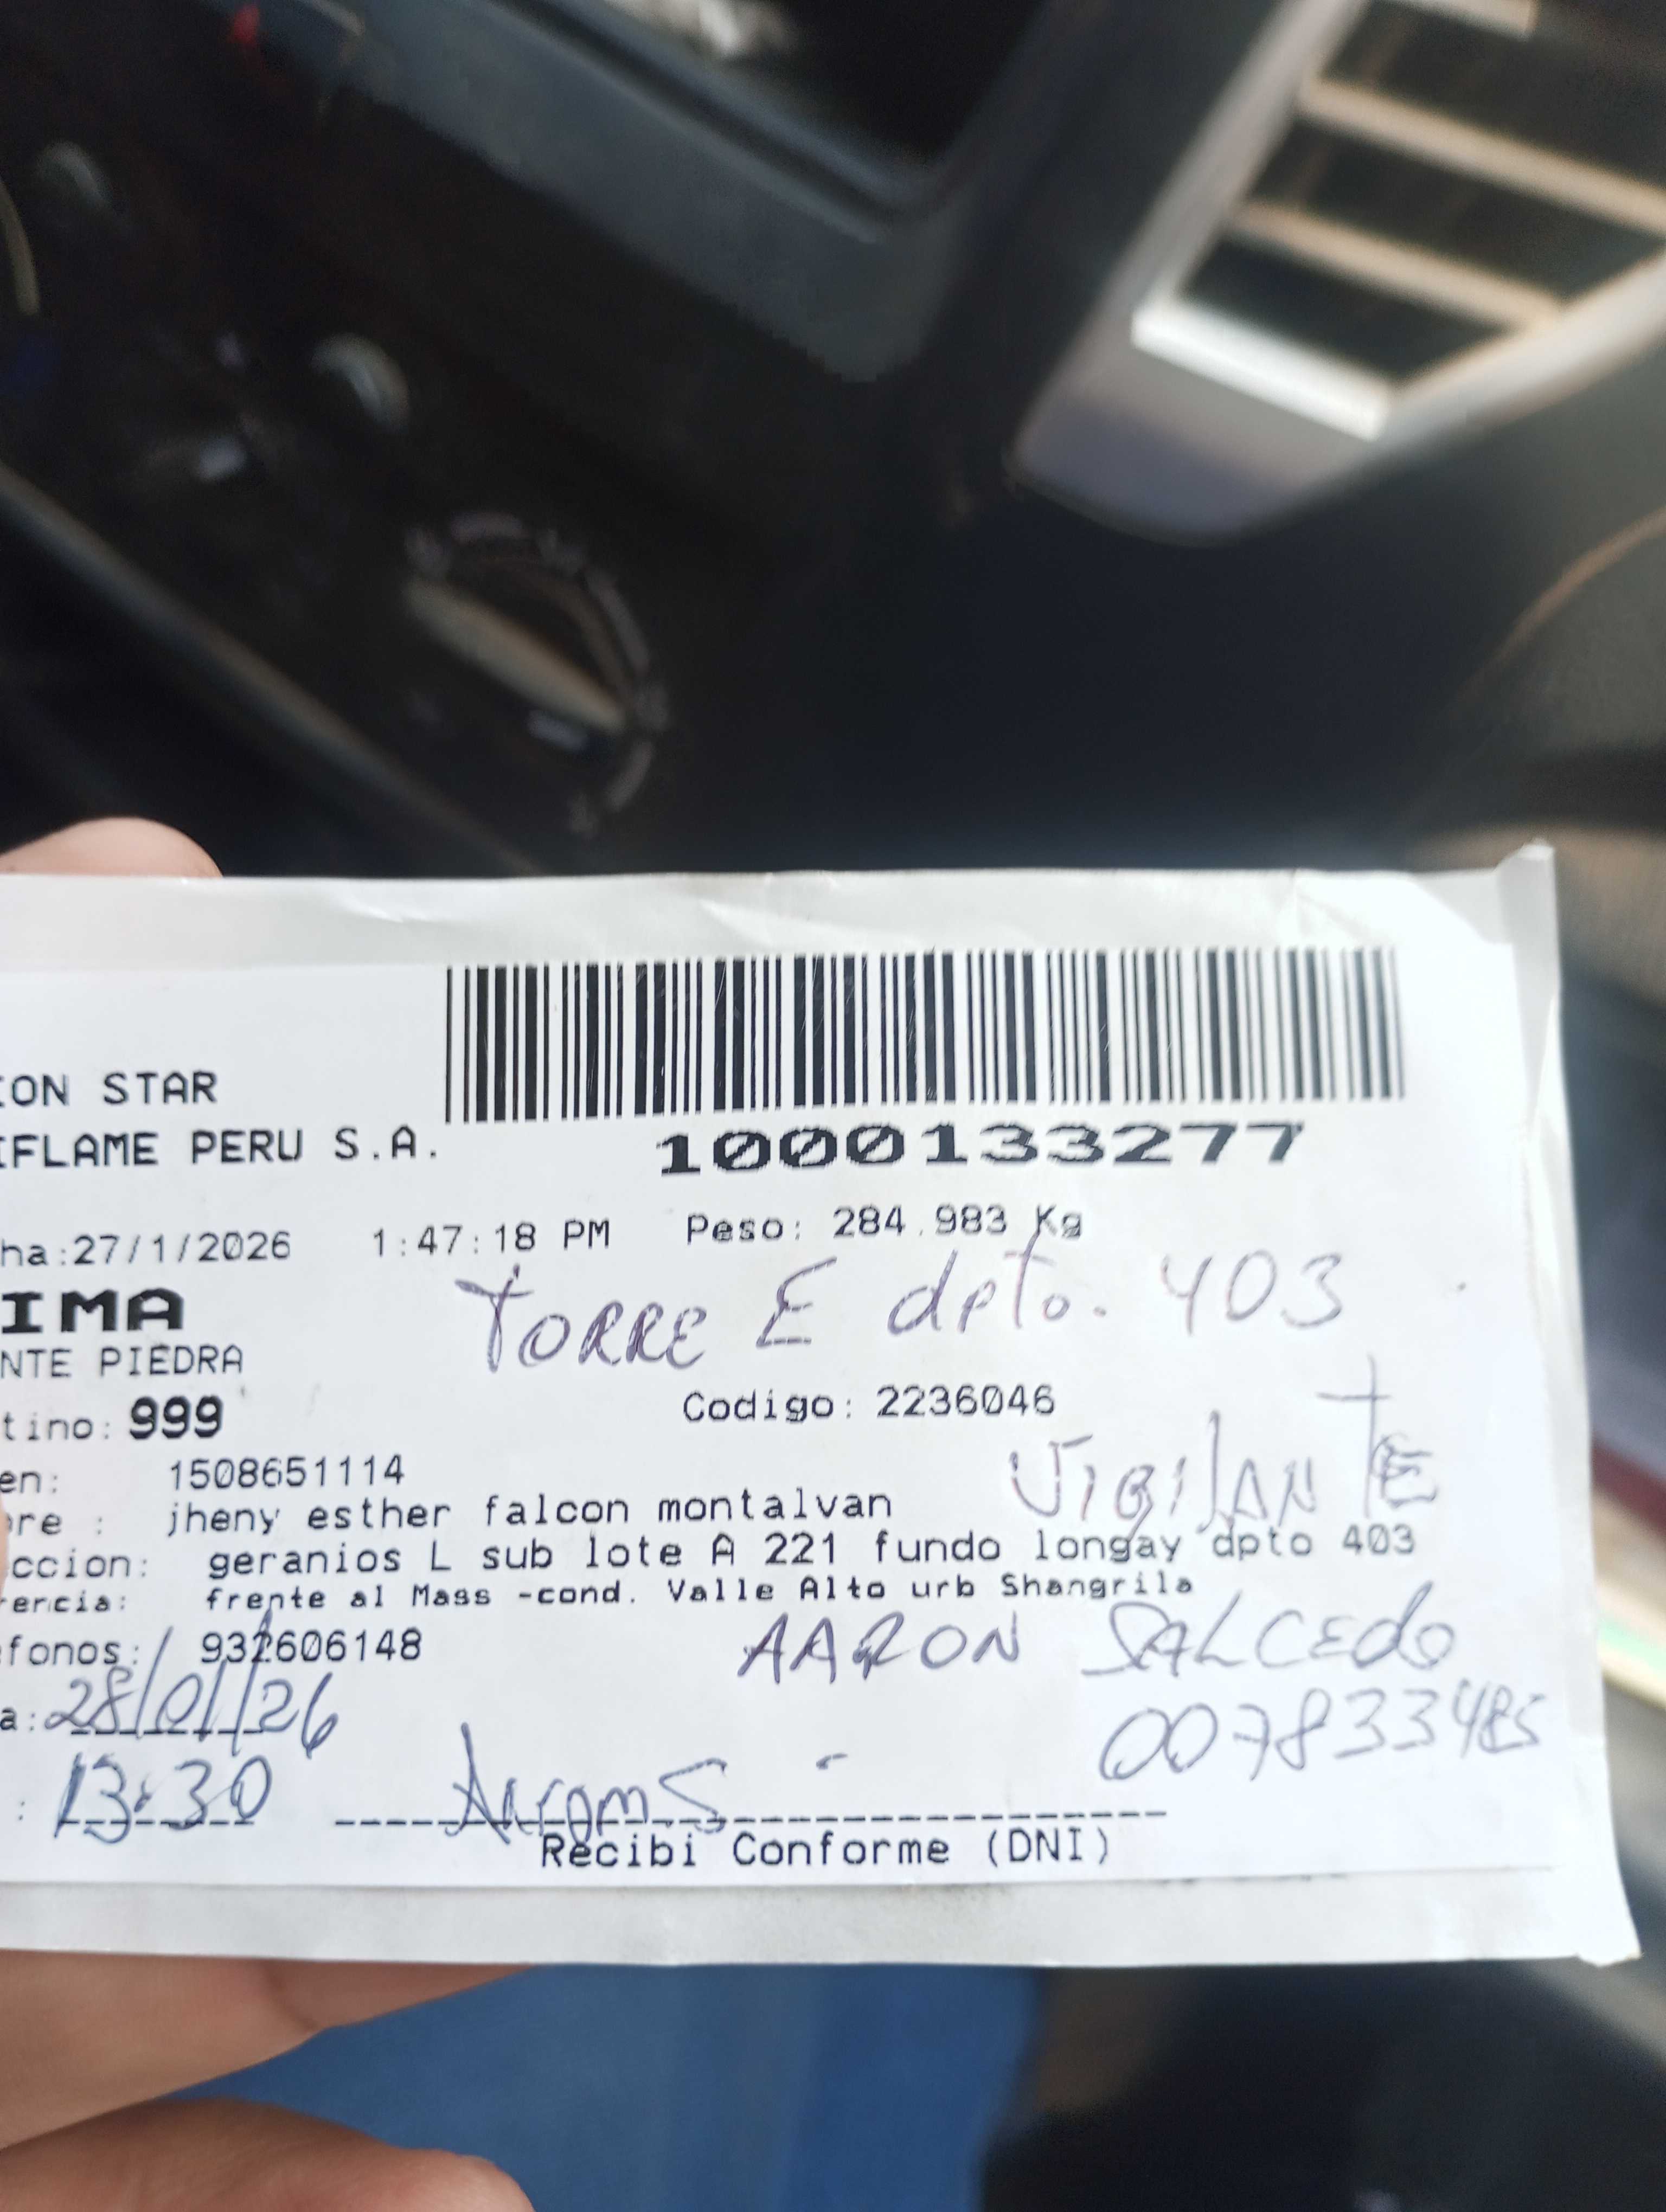 ION STAR
IFLAME PERU S.A.
1000133277
ha:27/1/2026 1:47:18 PM Peso: 284.983 Kg
IMA
TORRE E dpto. 403
NTE PIEDRA
tino: 999 Codigo: 2236046
en: 1508651114
VIGILANTE
re : jheny esther falcon montalvan
ccion: geranios L sub lote A 221 fundo longay dpto 403
rencia: frente al Mass -cond. Valle Alto urb Shangrila
fonos: 932606148
AARON SALCEDO
a: 28/01/26
007833485
: 13:30
Aarom S
Recibi Conforme (DNI)